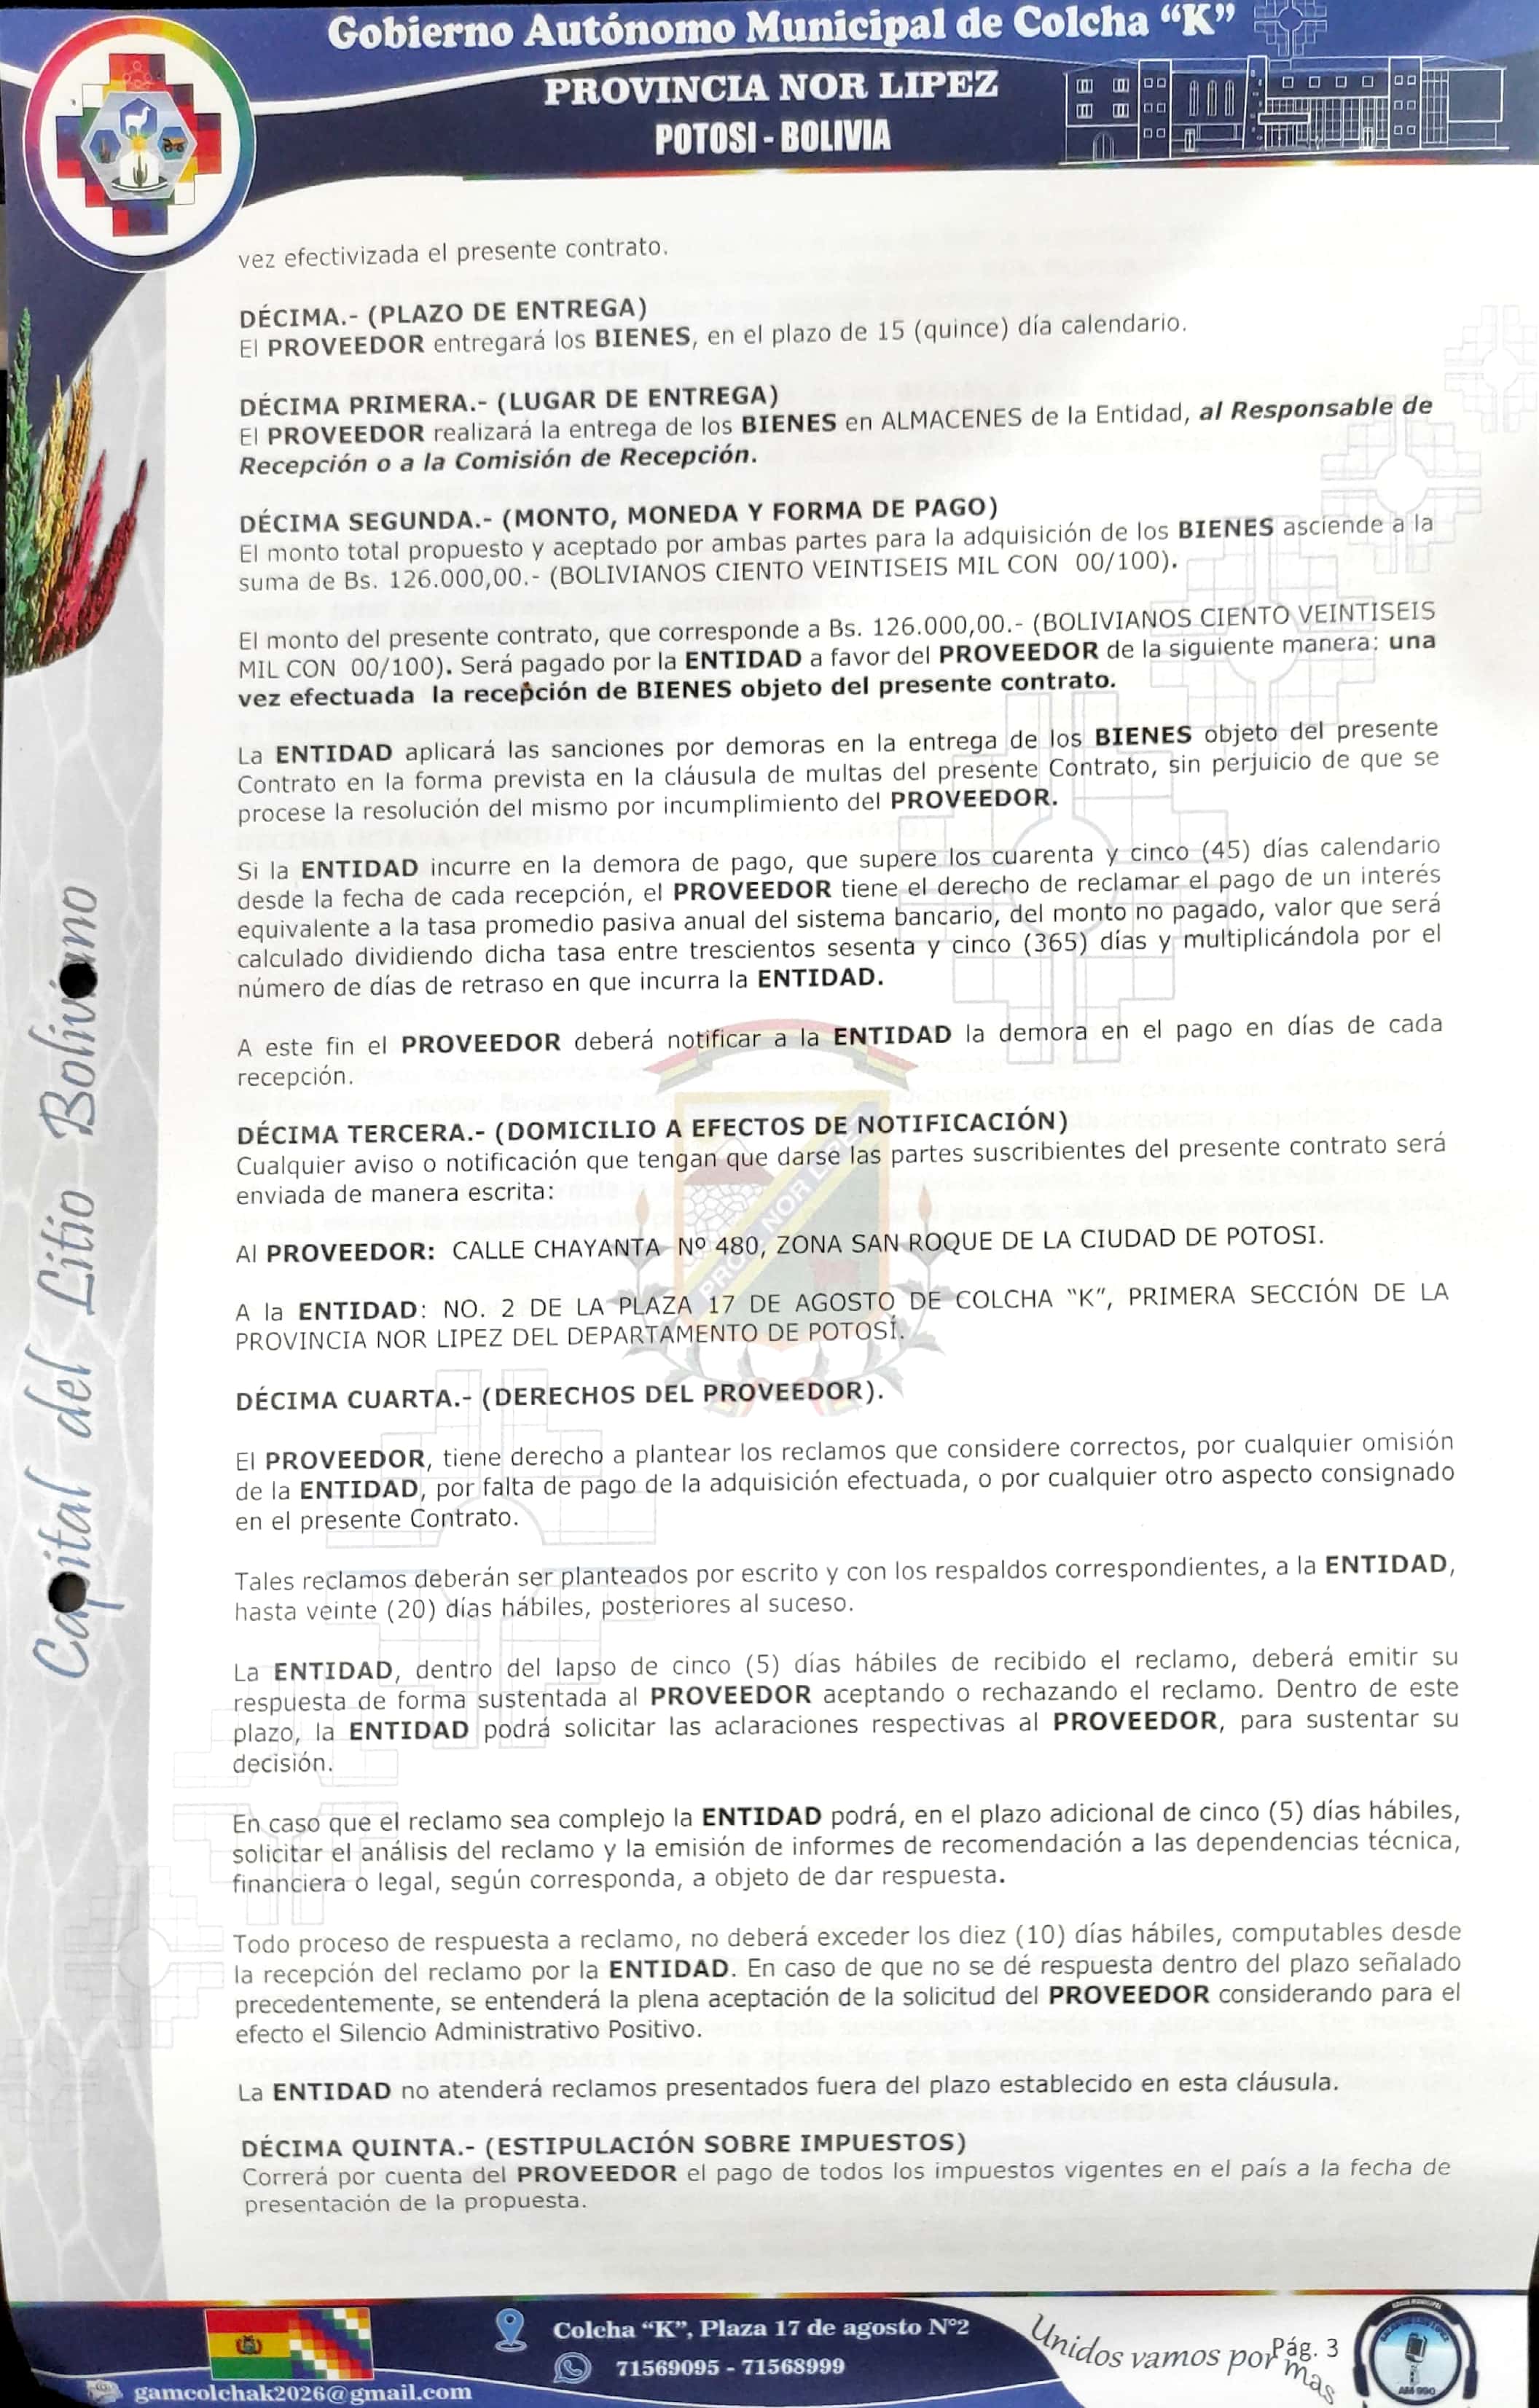 Gobierno Autónomo Municipal de Colcha “K”
PROVINCIA NOR LIPEZ
POTOSI - BOLIVIA
vez efectivizada el presente contrato.
DÉCIMA.- (PLAZO DE ENTREGA)
El PROVEEDOR entregará los BIENES, en el plazo de 15 (quince) día calendario.
DÉCIMA PRIMERA.- (LUGAR DE ENTREGA)
El PROVEEDOR realizará la entrega de los BIENES en ALMACENES de la Entidad, al Responsable de
Recepción o a la Comisión de Recepción.
DÉCIMA SEGUNDA.- (MONTO, MONEDA Y FORMA DE PAGO)
El monto total propuesto y aceptado por ambas partes para la adquisición de los BIENES asciende a la
suma de Bs. 126.000,00.- (BOLIVIANOS CIENTO VEINTISEIS MIL CON 00/100).
El monto del presente contrato, que corresponde a Bs. 126.000,00.- (BOLIVIANOS CIENTO VEINTISEIS
MIL CON 00/100). Será pagado por la ENTIDAD a favor del PROVEEDOR de la siguiente manera: una
vez efectuada la recepción de BIENES objeto del presente contrato.
La ENTIDAD aplicará las sanciones por demoras en la entrega de los BIENES objeto del presente
Contrato en la forma prevista en la cláusula de multas del presente Contrato, sin perjuicio de que se
procese la resolución del mismo por incumplimiento del PROVEEDOR.
Si la ENTIDAD incurre en la demora de pago, que supere los cuarenta y cinco (45) días calendario
desde la fecha de cada recepción, el PROVEEDOR tiene el derecho de reclamar el pago de un interés
equivalente a la tasa promedio pasiva anual del sistema bancario, del monto no pagado, valor que será
calculado dividiendo dicha tasa entre trescientos sesenta y cinco (365) días y multiplicándola por el
número de días de retraso en que incurra la ENTIDAD.
A este fin el PROVEEDOR deberá notificar a la ENTIDAD la demora en el pago en días de cada
recepción.
DÉCIMA TERCERA.- (DOMICILIO A EFECTOS DE NOTIFICACIÓN)
Cualquier aviso o notificación que tengan que darse las partes suscribientes del presente contrato será
enviada de manera escrita:
Al PROVEEDOR: CALLE CHAYANTA Nº 480, ZONA SAN ROQUE DE LA CIUDAD DE POTOSI.
A la ENTIDAD: NO. 2 DE LA PLAZA 17 DE AGOSTO DE COLCHA “K”, PRIMERA SECCIÓN DE LA
PROVINCIA NOR LIPEZ DEL DEPARTAMENTO DE POTOSÍ.
PROV. NOR LIPEZ
DÉCIMA CUARTA.- (DERECHOS DEL PROVEEDOR).
El PROVEEDOR, tiene derecho a plantear los reclamos que considere correctos, por cualquier omisión
de la ENTIDAD, por falta de pago de la adquisición efectuada, o por cualquier otro aspecto consignado
en el presente Contrato.
Tales reclamos deberán ser planteados por escrito y con los respaldos correspondientes, a la ENTIDAD,
hasta veinte (20) días hábiles, posteriores al suceso.
La ENTIDAD, dentro del lapso de cinco (5) días hábiles de recibido el reclamo, deberá emitir su
respuesta de forma sustentada al PROVEEDOR aceptando o rechazando el reclamo. Dentro de este
plazo, la ENTIDAD podrá solicitar las aclaraciones respectivas al PROVEEDOR, para sustentar su
decisión.
En caso que el reclamo sea complejo la ENTIDAD podrá, en el plazo adicional de cinco (5) días hábiles,
solicitar el análisis del reclamo y la emisión de informes de recomendación a las dependencias técnica,
financiera o legal, según corresponda, a objeto de dar respuesta.
Todo proceso de respuesta a reclamo, no deberá exceder los diez (10) días hábiles, computables desde
la recepción del reclamo por la ENTIDAD. En caso de que no se dé respuesta dentro del plazo señalado
precedentemente, se entenderá la plena aceptación de la solicitud del PROVEEDOR considerando para el
efecto el Silencio Administrativo Positivo.
La ENTIDAD no atenderá reclamos presentados fuera del plazo establecido en esta cláusula.
DÉCIMA QUINTA.- (ESTIPULACIÓN SOBRE IMPUESTOS)
Correrá por cuenta del PROVEEDOR el pago de todos los impuestos vigentes en el país a la fecha de
presentación de la propuesta.
Capital del Litio Boliviano
Colcha “K”, Plaza 17 de agosto Nº2
71569095 - 71568999
gamcolchak2026@gmail.com
Unidos vamos por mas
Pág. 3
AM 990